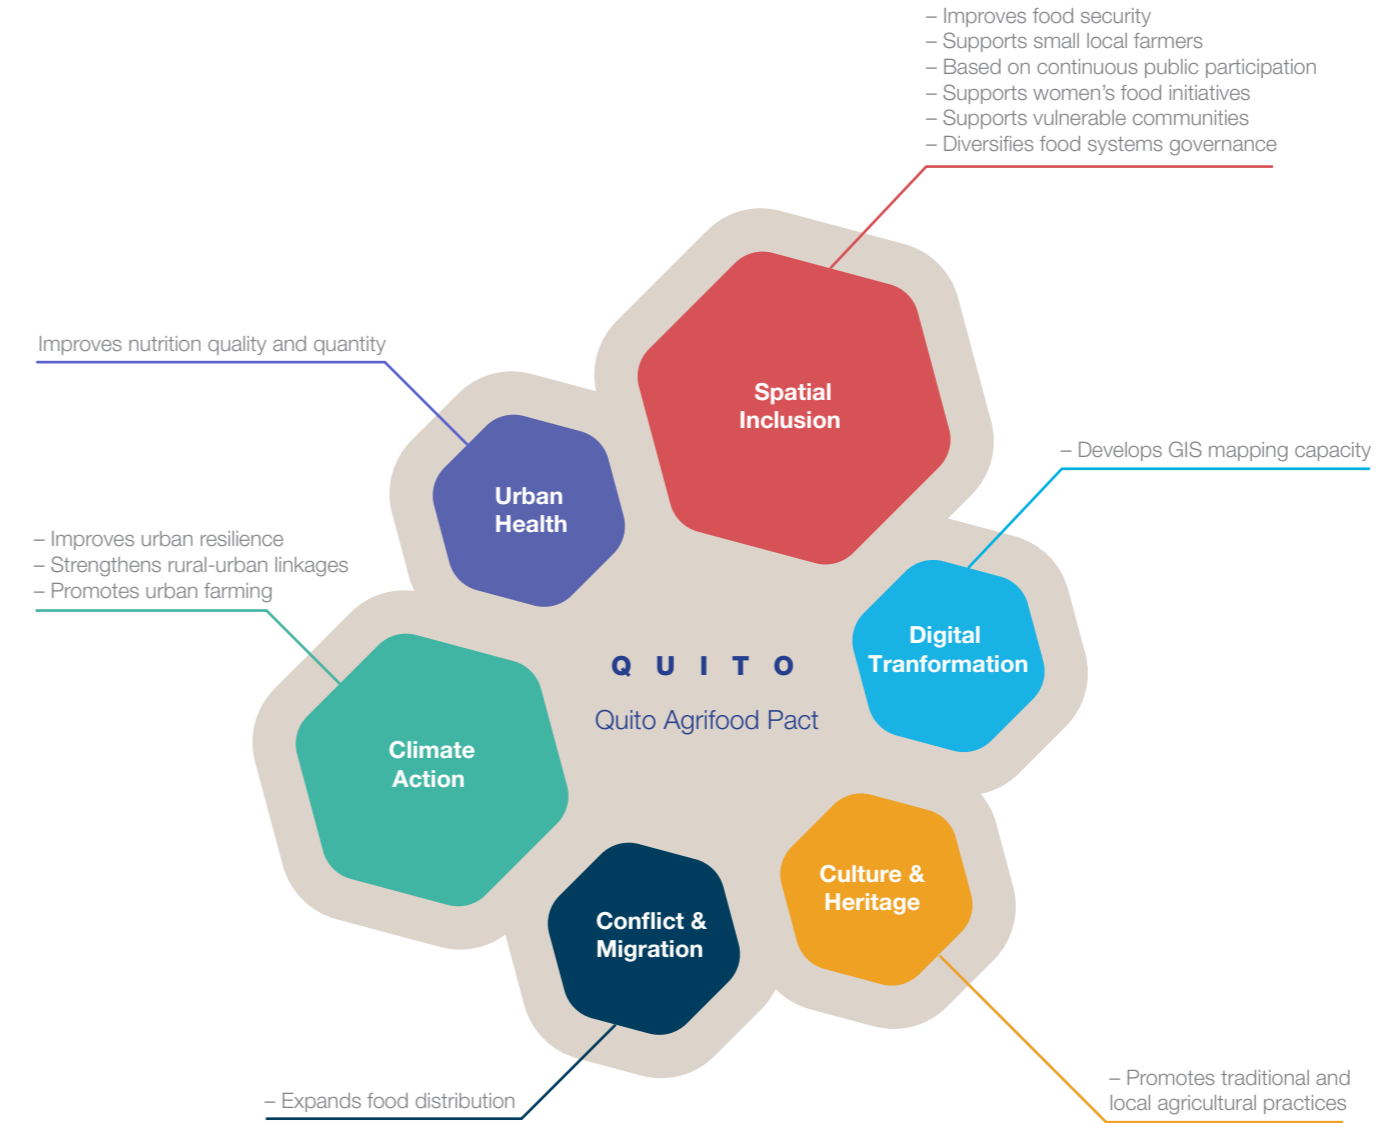 – Improves food security
– Supports small local farmers
– Based on continuous public participation
– Supports women’s food initiatives
– Supports vulnerable communities
– Diversifies food systems governance
Improves nutrition quality and quantity
Spatial
Inclusion
– Develops GIS mapping capacity
Urban
Health
– Improves urban resilience
– Strengthens rural-urban linkages
– Promotes urban farming
Digital
Tranformation
QUITO
Quito Agrifood Pact
Climate
Action
Culture &
Heritage
Conflict &
Migration
– Promotes traditional and
local agricultural practices
– Expands food distribution